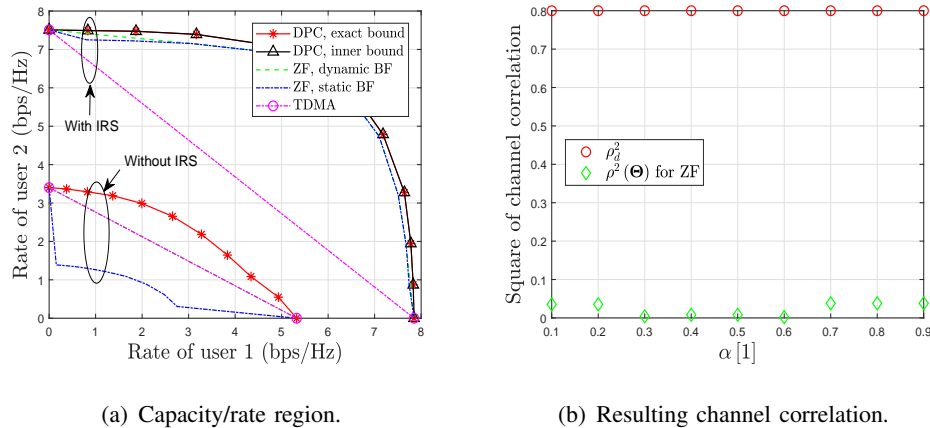 DPC, exact bound
DPC, inner bound
ZF, dynamic BF
ZF, static BF
TDMA
With IRS
Without IRS
Rate of user 2 (bps/Hz)
0
1
2
3
4
5
6
7
8
0 1 2 3 4 5 6 7 8
Rate of user 1 (bps/Hz)
(a) Capacity/rate region.
Square of channel correlation
0.8
0.7
0.6
0.5
0.4
0.3
0.2
0.1
0
ρ_d^2
ρ^2(Θ) for ZF
0.1 0.2 0.3 0.4 0.5 0.6 0.7 0.8 0.9
α [1]
(b) Resulting channel correlation.